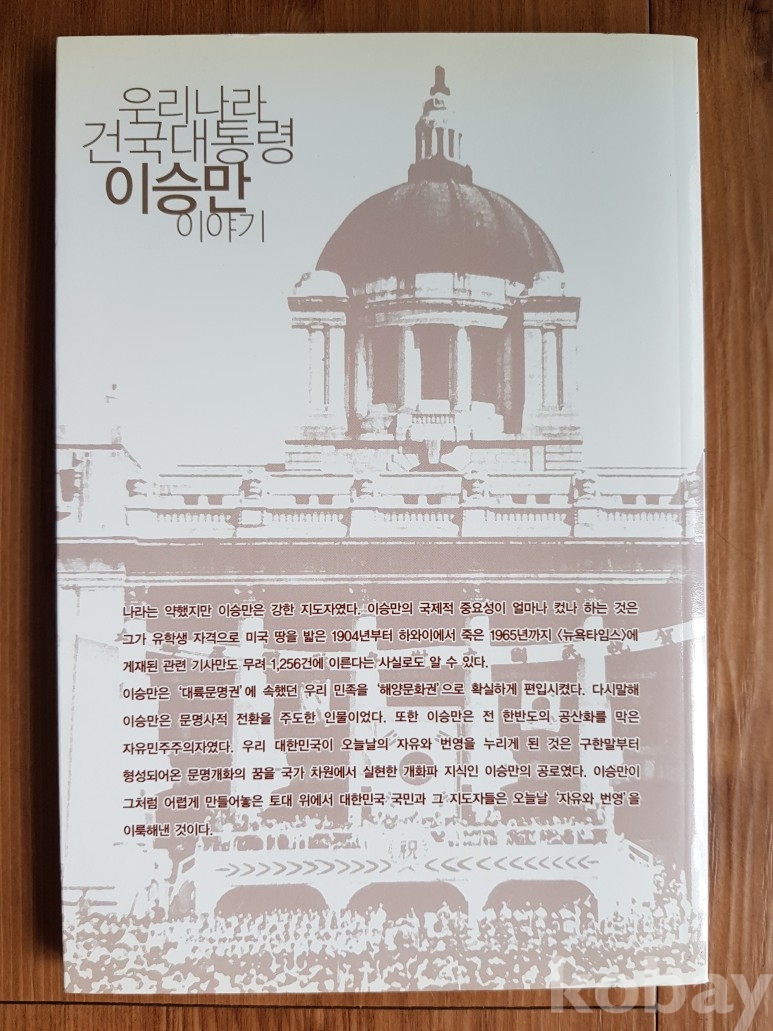 우리나라
건국대통령
이승만
이야기
나라는 약했지만 이승만은 강한 지도자였다. 이승만의 국제적 중요성이 얼마나 컸나 하는 것은
그가 유학생 자격으로 미국 땅을 밟은 1904년부터 하와이에서 죽은 1965년까지 〈뉴욕타임스〉에
게재된 관련 기사만도 무려 1,256건에 이른다는 사실로도 알 수 있다.
이승만은 ‘대륙문명권’에 속했던 우리 민족을 ‘해양문화권’으로 확실하게 편입시켰다. 다시말해
이승만은 문명사적 전환을 주도한 인물이었다. 또한 이승만은 전 한반도의 공산화를 막은
자유민주주의자였다. 우리 대한민국이 오늘날의 자유와 번영을 누리게 된 것은 구한말부터
형성되어온 문명개화의 꿈을 국가 차원에서 실현한 개화파 지식인 이승만의 공로였다. 이승만이
그처럼 어렵게 만들어놓은 토대 위에서 대한민국 국민과 그 지도자들은 오늘날 ‘자유와 번영’을
이룩해낸 것이다.
祝
kobay